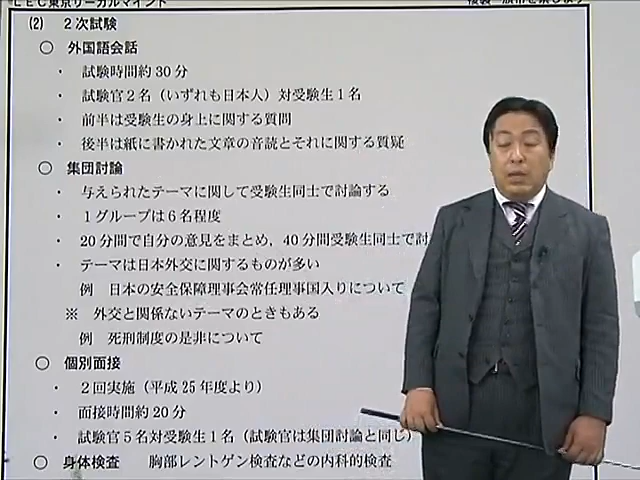 LEC東京リーガルマインド
(2) 2次試験
○ 外国語会話
・ 試験時間約30分
・ 試験官2名(いずれも日本人)対受験生1名
・ 前半は受験生の身上に関する質問
・ 後半は紙に書かれた文章の音読とそれに関する質疑
○ 集団討論
・ 与えられたテーマに関して受験生同士で討論する
・ 1グループは6名程度
・ 20分間で自分の意見をまとめ，40分間受験生同士で討
・ テーマは日本外交に関するものが多い
例 日本の安全保障理事会常任理事国入りについて
※ 外交と関係ないテーマのときもある
例 死刑制度の是非について
○ 個別面接
・ 2回実施(平成25年度より)
・ 面接時間約20分
・ 試験官5名対受験生1名(試験官は集団討論と同じ)
○ 身体検査 胸部レントゲン検査などの内科的検査